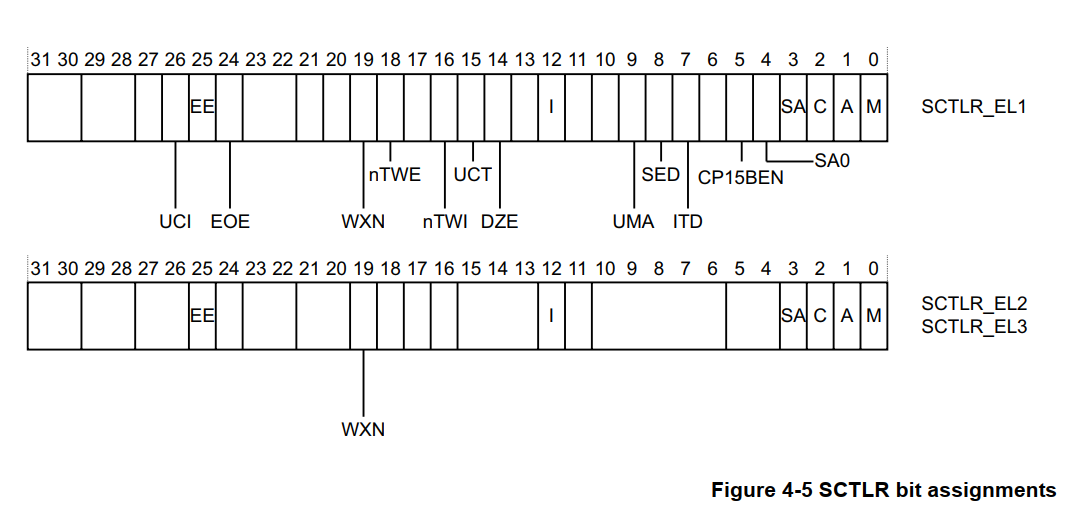 31 30 29 28 27 26 25 24 23 22 21 20 19 18 17 16 15 14 13 12 11 10 9 8 7 6 5 4 3 2 1 0
EE I SA C A M SCTLR_EL1
nTWE UCT SED CP15BEN SA0
UCI EOE WXN nTWI DZE UMA ITD
31 30 29 28 27 26 25 24 23 22 21 20 19 18 17 16 15 14 13 12 11 10 9 8 7 6 5 4 3 2 1 0
EE I SA C A M SCTLR_EL2
SCTLR_EL3
WXN
Figure 4-5 SCTLR bit assignments